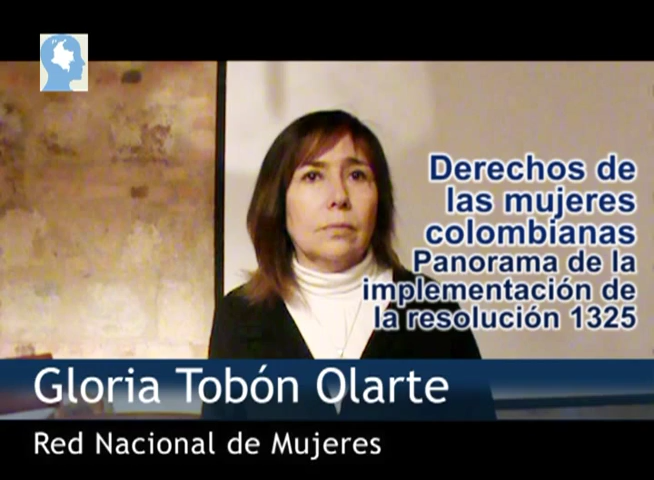 Derechos de
las mujeres
colombianas
Panorama de la
implementación de
la resolución 1325
Gloria Tobón Olarte
Red Nacional de Mujeres